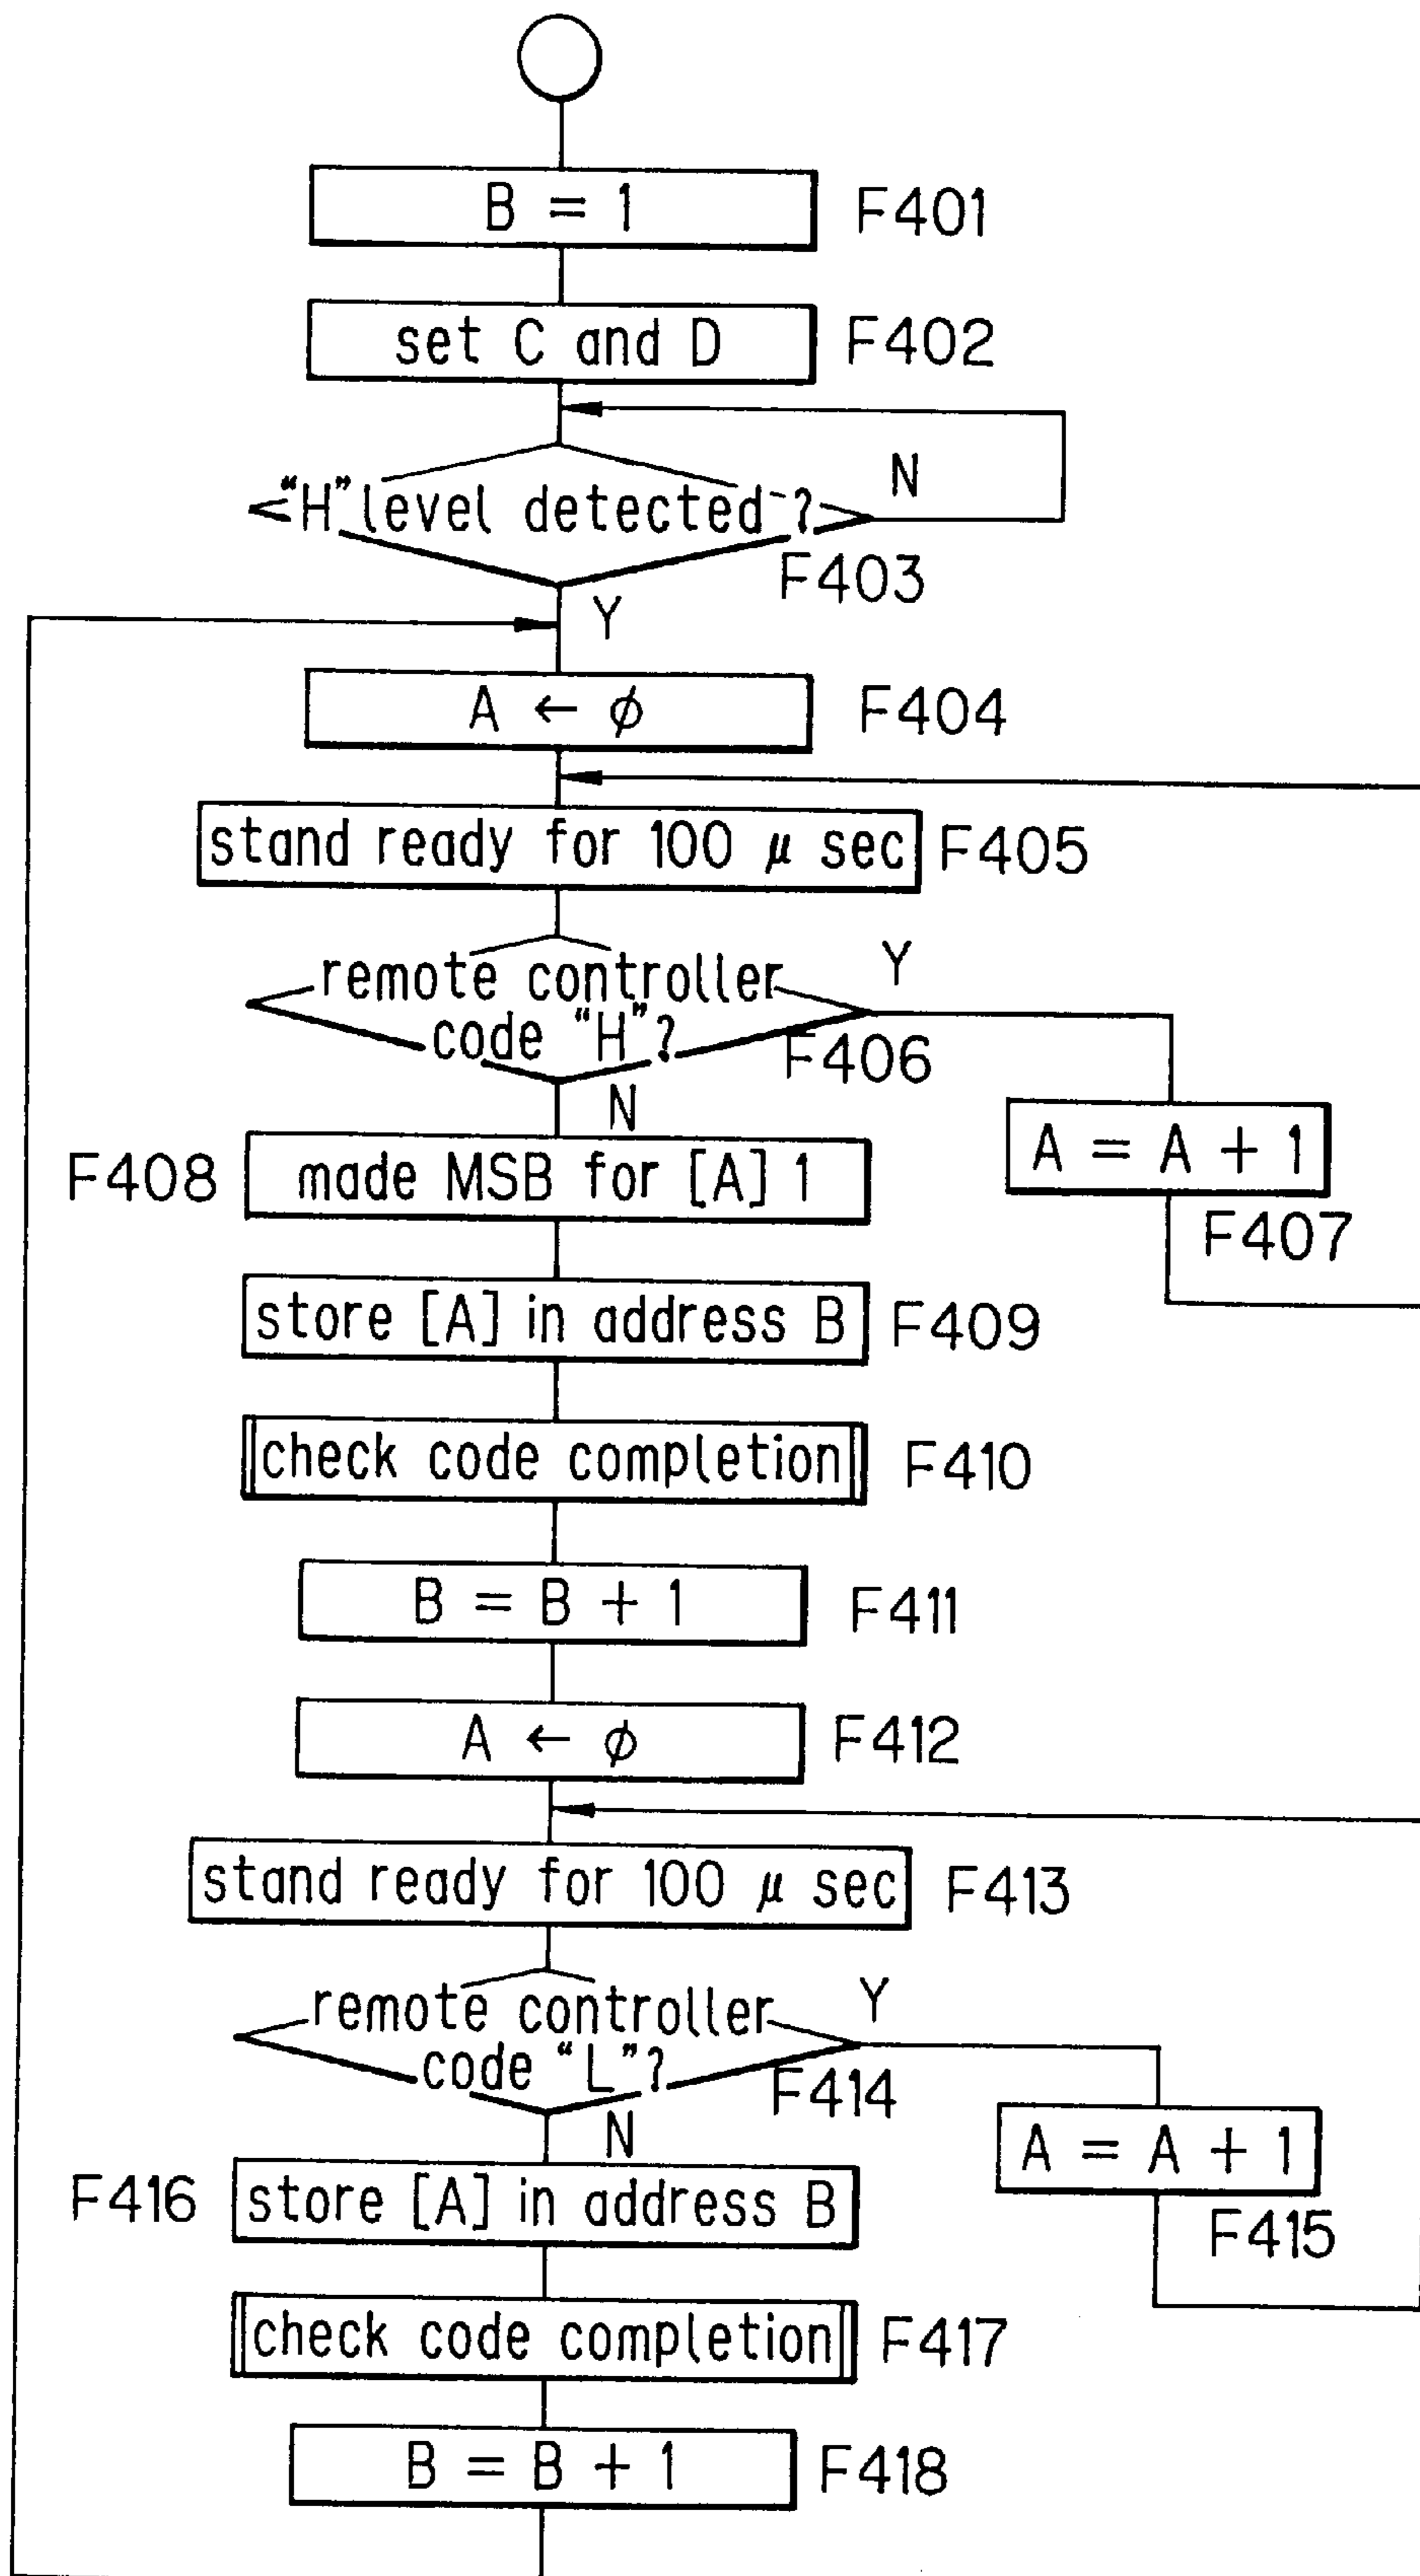 B = 1 F401
set C and D F402
"H" level detected ? N
F403
Y
A ← ϕ F404
stand ready for 100 μ sec F405
remote controller Y
code "H"? F406
N
F408 made MSB for [A] 1
A = A + 1
F407
store [A] in address B F409
check code completion F410
B = B + 1 F411
A ← ϕ F412
stand ready for 100 μ sec F413
remote controller Y
code "L"? F414
N
A = A + 1
F415
F416 store [A] in address B
check code completion F417
B = B + 1 F418